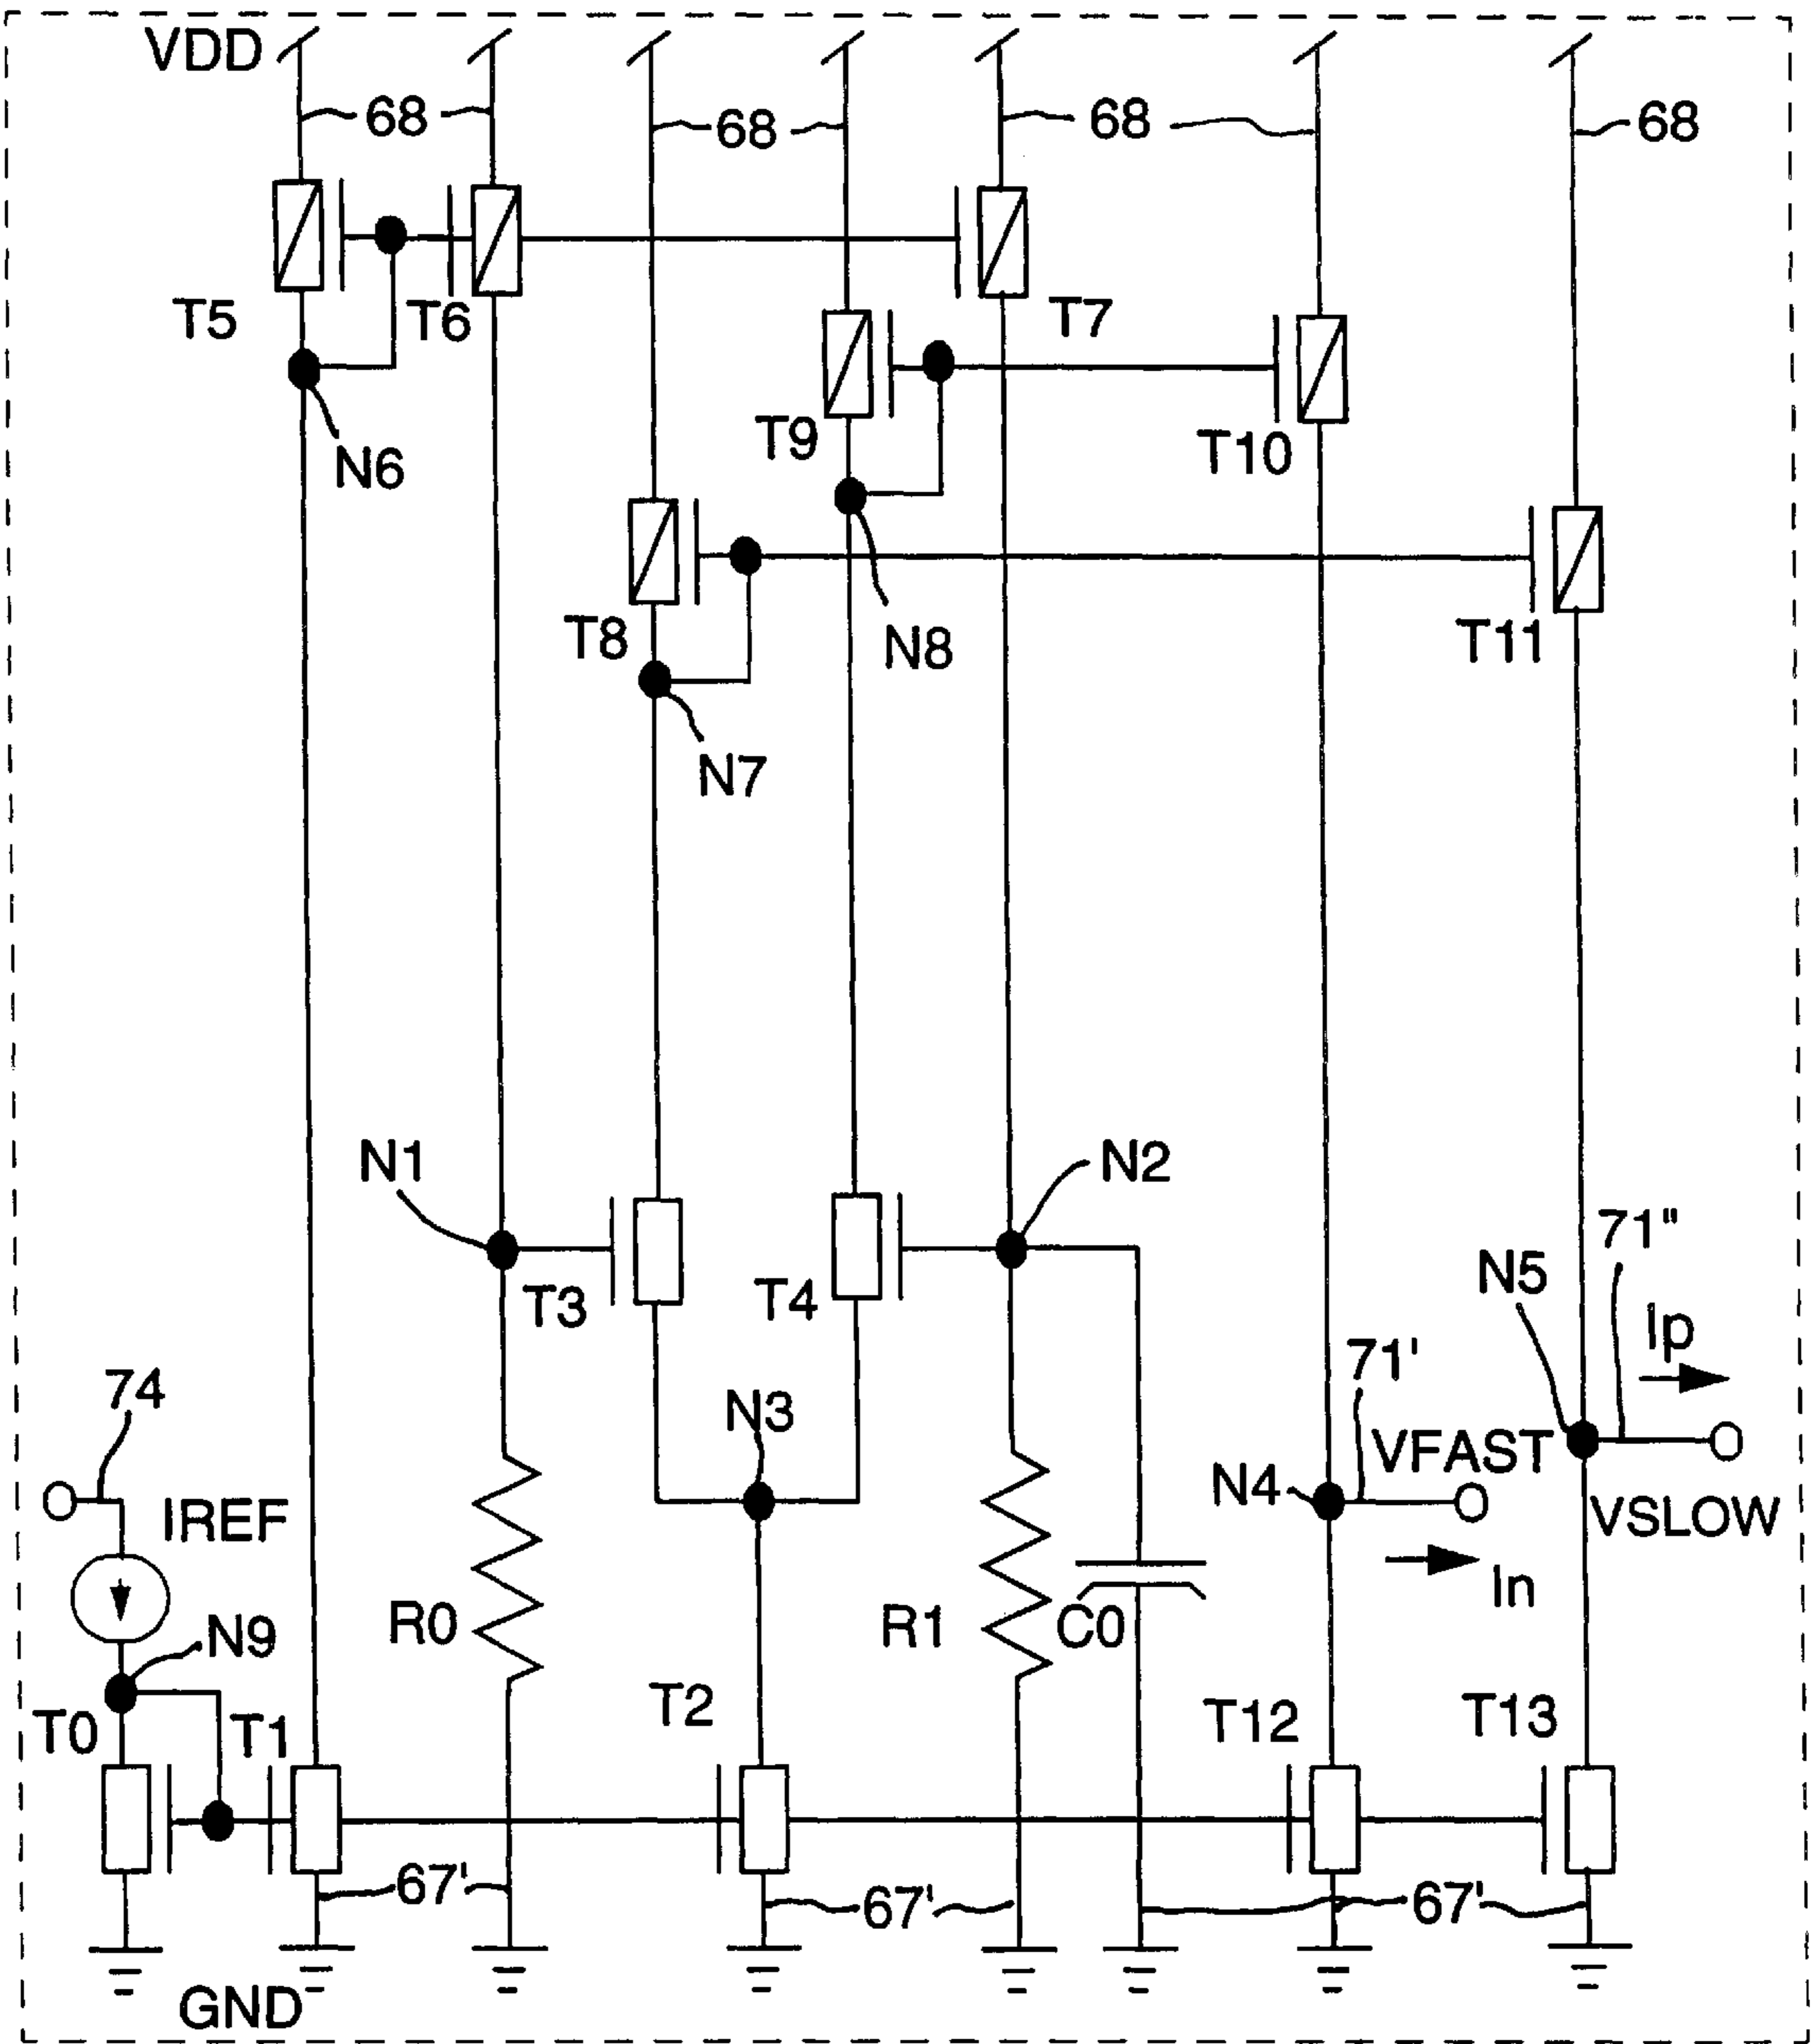 VDD
68
68
68
68
T5
T6
T7
T9
T10
N6
T8
N8
T11
N7
N1
N2
71"
N5
T3
T4
Ip
71'
74
N3
VFAST
N4
IREF
VSLOW
In
N9
R0
R1
C0
T2
T12
T13
T0
T1
67'
67'
67'
GND